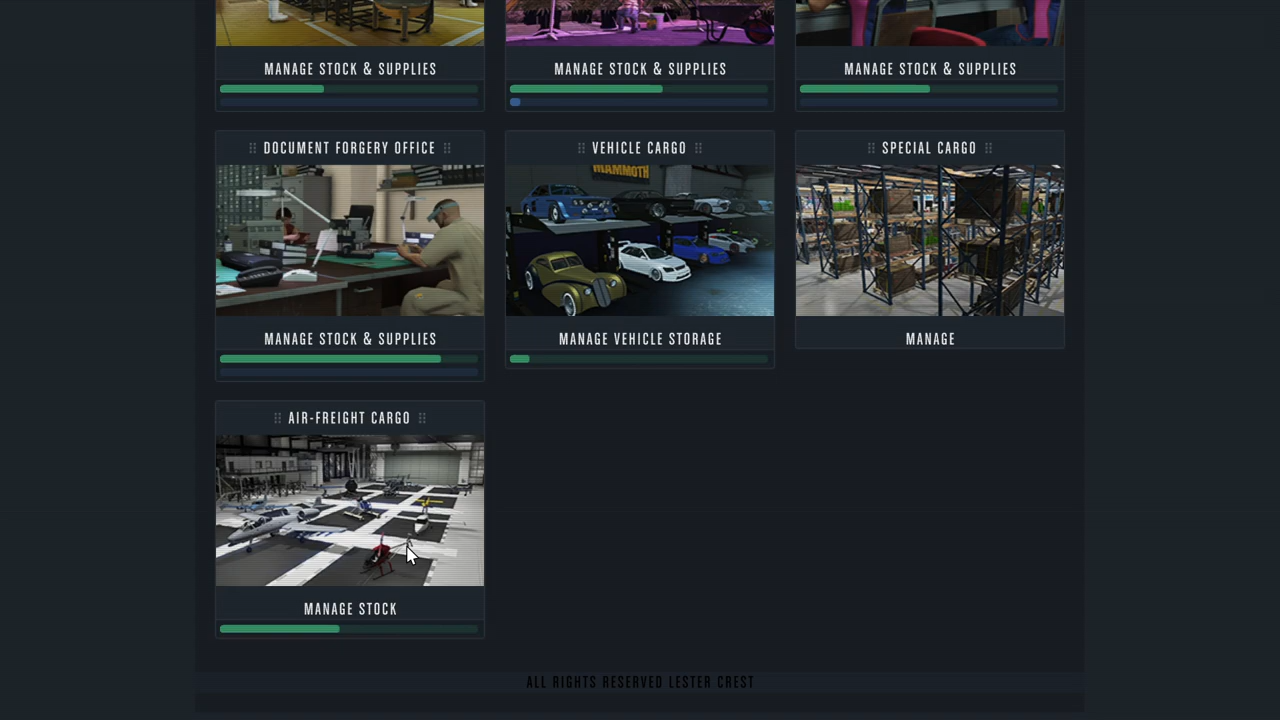 MANAGE STOCK & SUPPLIES
MANAGE STOCK & SUPPLIES
MANAGE STOCK & SUPPLIES
DOCUMENT FORGERY OFFICE
VEHICLE CARGO
SPECIAL CARGO
MAMMOTH
MANAGE STOCK & SUPPLIES
MANAGE VEHICLE STORAGE
MANAGE
AIR-FREIGHT CARGO
MANAGE STOCK
ALL RIGHTS RESERVED LESTER CREST